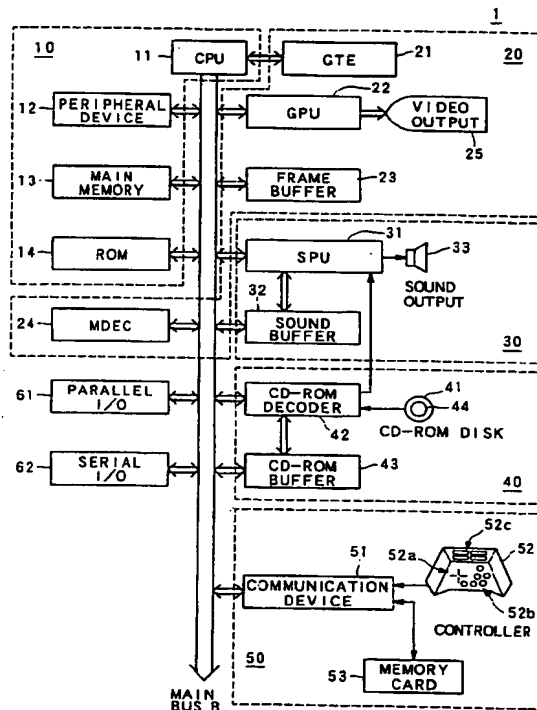 1
10
11
CPU
GTE
21
20
22
12
PERIPHERAL
DEVICE
GPU
VIDEO
OUTPUT
25
13
MAIN
MEMORY
FRAME
BUFFER
23
31
14
ROM
SPU
33
SOUND
OUTPUT
32
24
MDEC
SOUND
BUFFER
30
61
PARALLEL
I/O
CD-ROM
DECODER
42
41
44
CD-ROM DISK
62
SERIAL
I/O
CD-ROM
BUFFER
43
40
52c
52
52a
51
COMMUNICATION
DEVICE
52b
CONTROLLER
50
53
MEMORY
CARD
MAIN
BUS B